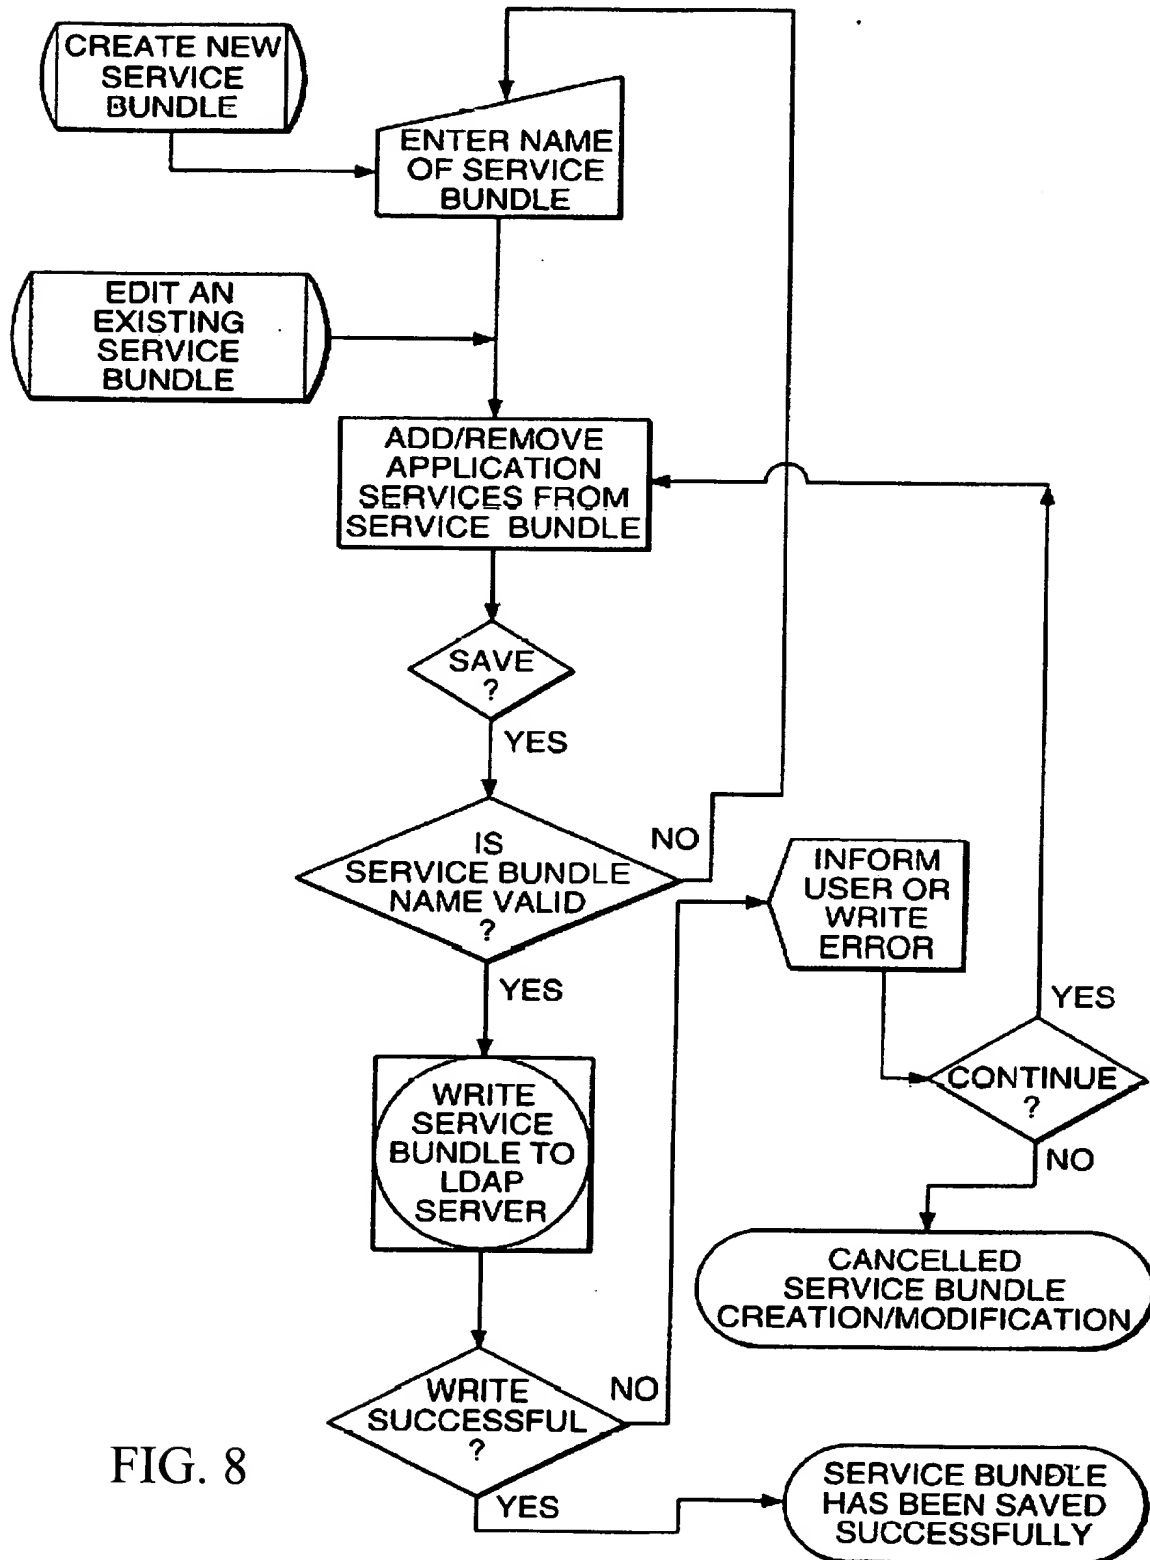 CREATE NEW
SERVICE
BUNDLE
ENTER NAME
OF SERVICE
BUNDLE
EDIT AN
EXISTING
SERVICE
BUNDLE
ADD/REMOVE
APPLICATION
SERVICES FROM
SERVICE BUNDLE
SAVE
?
YES
IS
SERVICE BUNDLE
NAME VALID
?
NO
YES
INFORM
USER OR
WRITE
ERROR
YES
CONTINUE
?
NO
WRITE
SERVICE
BUNDLE TO
LDAP
SERVER
CANCELLED
SERVICE BUNDLE
CREATION/MODIFICATION
WRITE
SUCCESSFUL
?
NO
YES
SERVICE BUNDLE
HAS BEEN SAVED
SUCCESSFULLY
FIG. 8